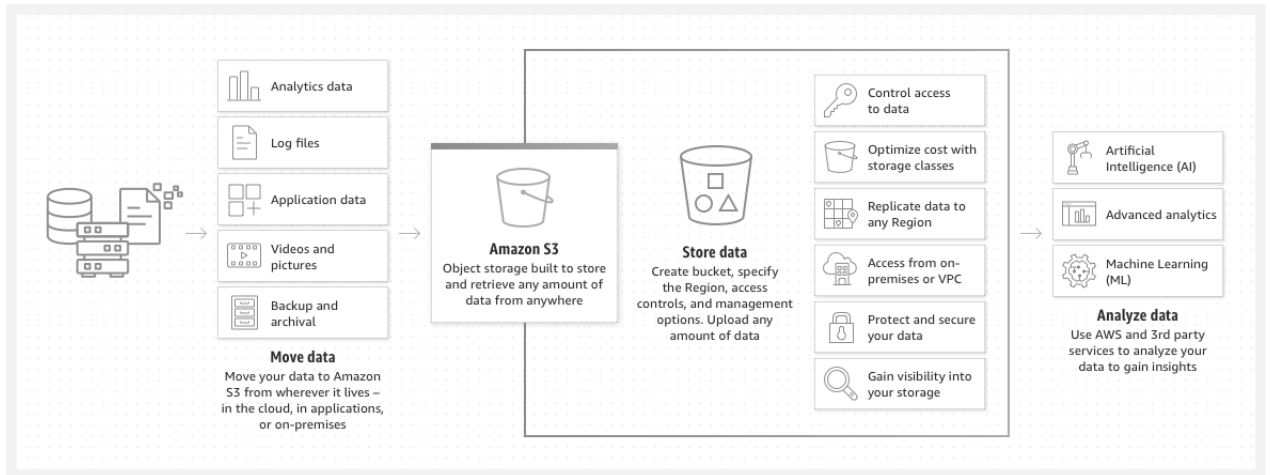 Analytics data
Log files
Application data
Videos and
pictures
Backup and
archival
Move data
Move your data to Amazon
S3 from wherever it lives –
in the cloud, in applications,
or on-premises
Amazon S3
Object storage built to store
and retrieve any amount of
data from anywhere
Store data
Create bucket, specify
the Region, access
controls, and management
options. Upload any
amount of data
Control access
to data
Optimize cost with
storage classes
Replicate data to
any Region
Access from on-
premises or VPC
Protect and secure
your data
Gain visibility into
your storage
Artificial
Intelligence (AI)
Advanced analytics
Machine Learning
(ML)
Analyze data
Use AWS and 3rd party
services to analyze your
data to gain insights